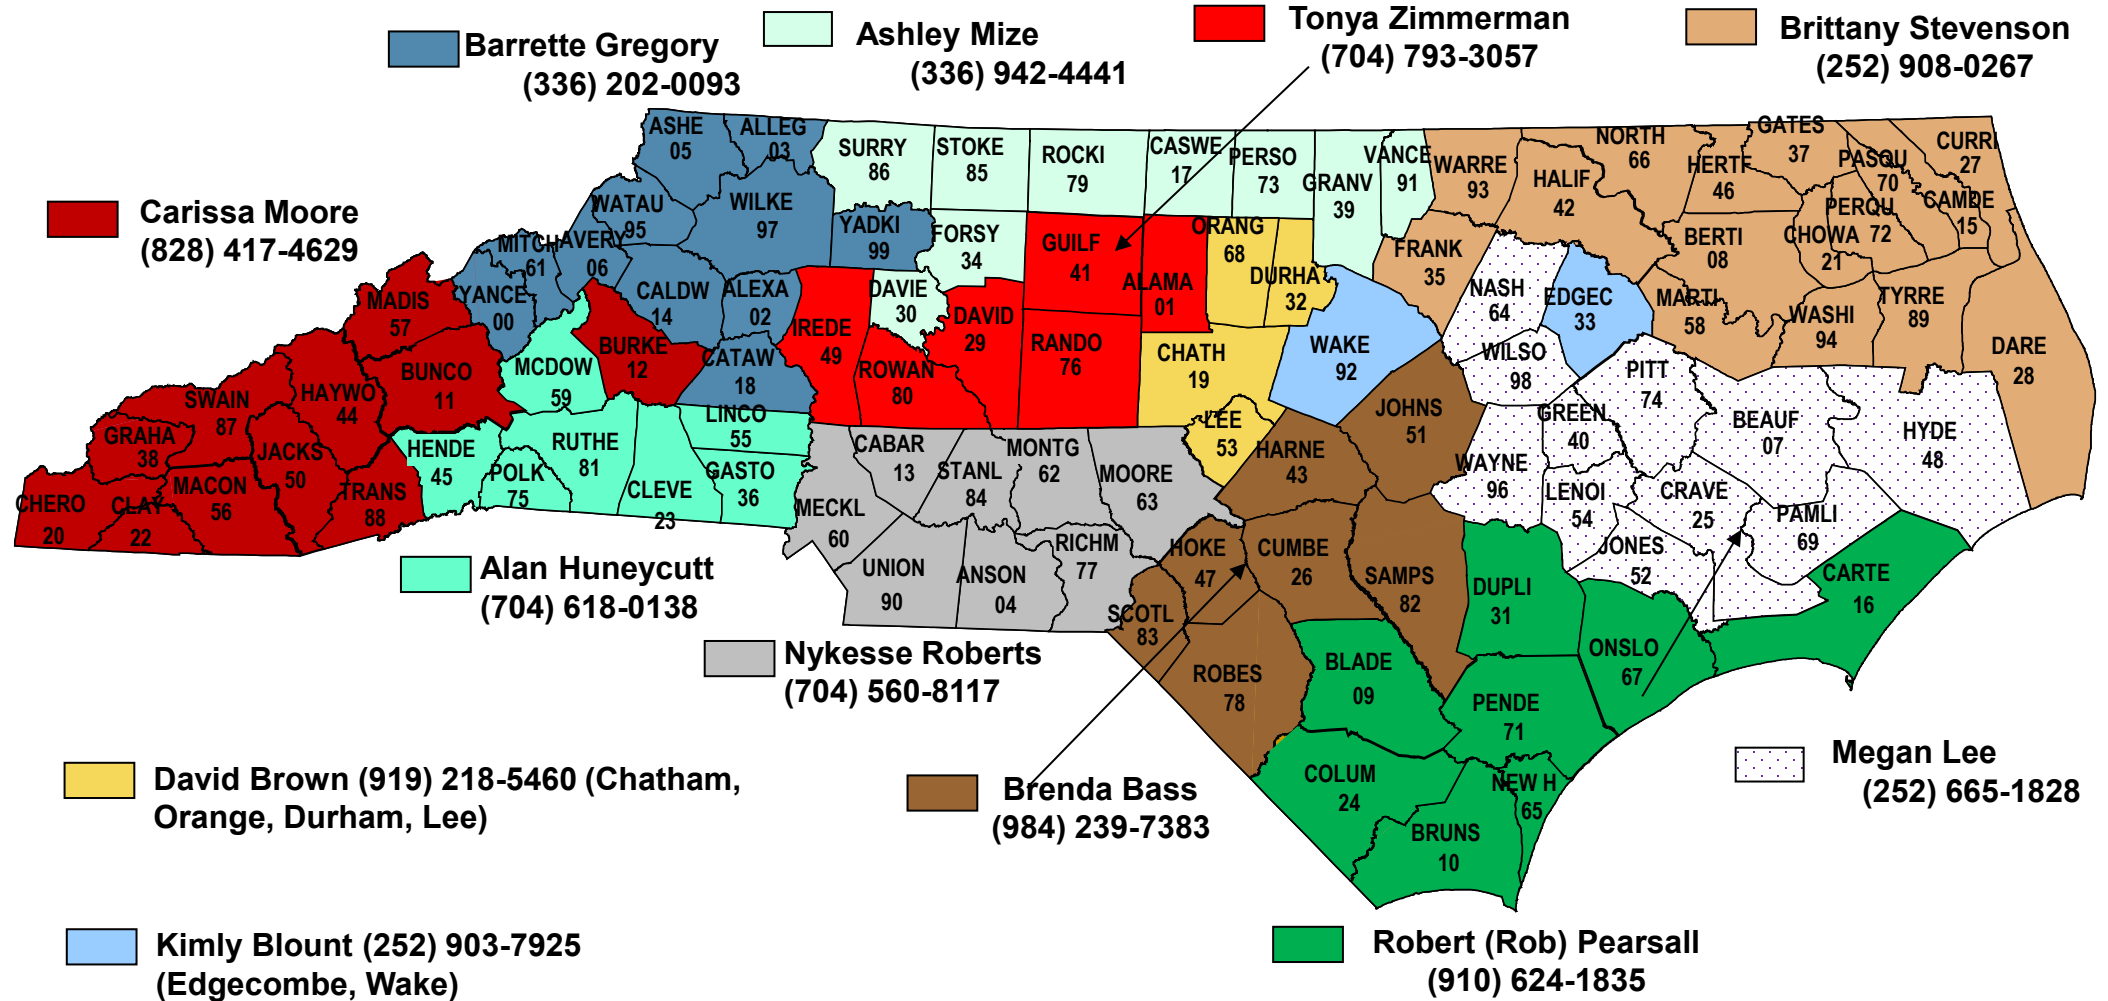 Barrette Gregory
(336) 202-0093
Ashley Mize
(336) 942-4441
Tonya Zimmerman
(704) 793-3057
Brittany Stevenson
(252) 908-0267
Carissa Moore
(828) 417-4629
ASHE
05
ALLEG
03
SURRY
86
STOKE
85
ROCKI
79
CASWE
17
PERSO
73
GRANV
39
VANCE
91
WARRE
93
NORTH
66
HALIF
42
HERTF
46
GATES
37
PASQU
70
CURRI
27
CAMDE
15
PERQU
72
CHOWA
21
BERTI
08
WATAU
95
WILKE
97
YADKI
99
FORSY
34
GUILF
41
ALAMA
01
ORANG
68
DURHA
32
FRANK
35
NASH
64
EDGEC
33
MARTI
58
WASHI
94
TYRRE
89
DARE
28
MITCH
61
AVERY
06
YANCE
00
CALDW
14
ALEXA
02
IREDE
49
DAVIE
30
DAVID
29
RANDO
76
CHATH
19
WAKE
92
WILSO
98
PITT
74
BEAUF
07
HYDE
48
MADIS
57
BUNCO
11
MCDOW
59
BURKE
12
CATAW
18
ROWAN
80
LEE
53
JOHNS
51
GREEN
40
SWAIN
87
HAYWO
44
GRAHA
38
JACKS
50
HENDE
45
RUTHE
81
POLK
75
CLEVE
23
LINCO
55
GASTO
36
CABAR
13
STANL
84
MONTG
62
MOORE
63
HARNE
43
WAYNE
96
LENOI
54
CRAVE
25
PAMLI
69
CHERO
20
CLAY
22
MACON
56
TRANS
88
MECKL
60
UNION
90
ANSON
04
RICHM
77
HOKE
47
CUMBE
26
SAMPS
82
DUPLI
31
JONES
52
CARTE
16
SCOTL
83
ROBES
78
BLADE
09
PENDE
71
ONSLO
67
COLUM
24
NEW H
65
BRUNS
10
Alan Huneycutt
(704) 618-0138
Nykesse Roberts
(704) 560-8117
David Brown (919) 218-5460 (Chatham,
Orange, Durham, Lee)
Brenda Bass
(984) 239-7383
Megan Lee
(252) 665-1828
Kimly Blount (252) 903-7925
(Edgecombe, Wake)
Robert (Rob) Pearsall
(910) 624-1835